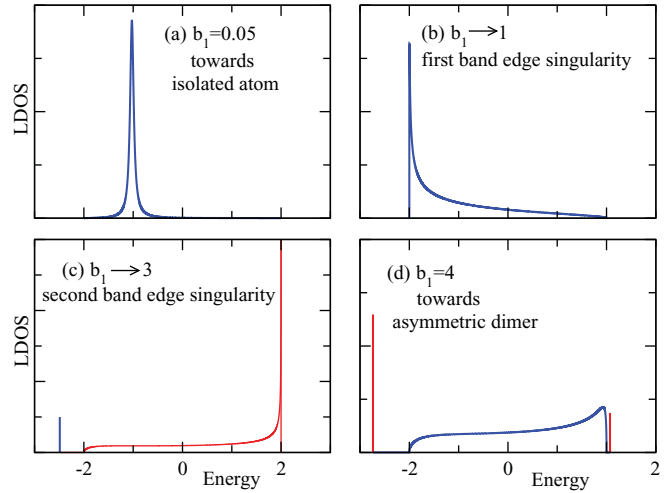 (a) b₁=0.05
towards
isolated atom
LDOS
(b) b₁→1
first band edge singularity
(c) b₁→3
second band edge singularity
LDOS
(d) b₁=4
towards
asymmetric dimer
-2 0 2
Energy
-2 0 2
Energy